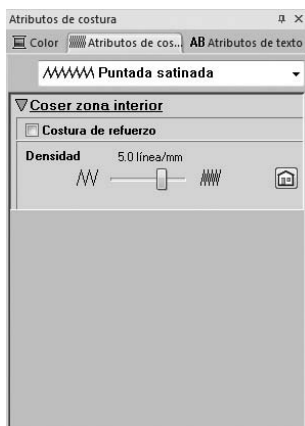 Atributos de costura
Color Atributos de cos... AB Atributos de texto
Puntada satinada
Coser zona interior
Costura de refuerzo
Densidad 5.0 línea/mm